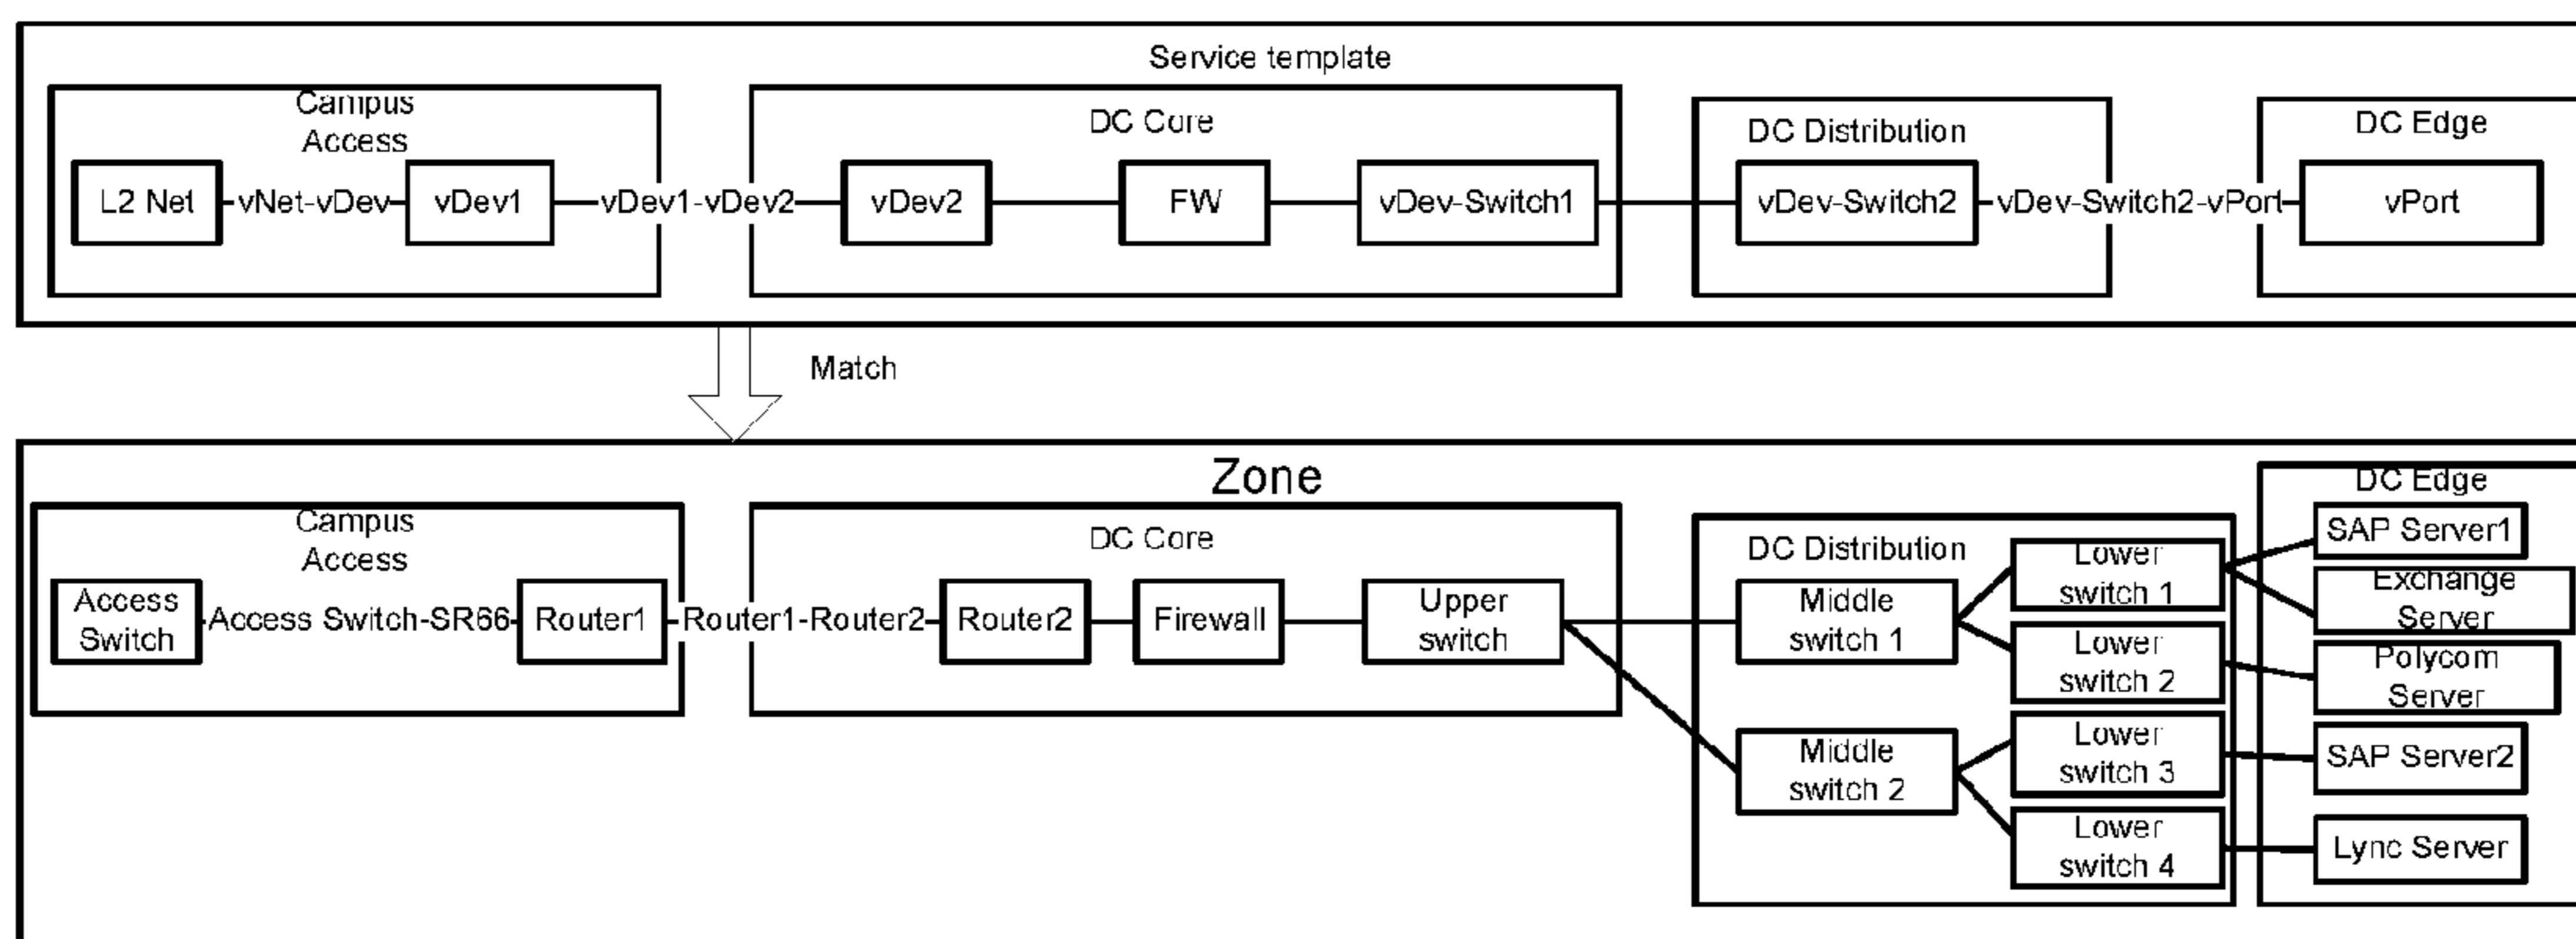 Service template
Campus
Access
DC Core
DC Distribution
DC Edge
L2 Net
vNet-vDev
vDev1
vDev1-vDev2
vDev2
FW
vDev-Switch1
vDev-Switch2
vDev-Switch2-vPort
vPort
Match
Zone
Campus
Access
DC Core
DC Distribution
DC Edge
Access
Switch
Access Switch-SR66
Router1
Router1-Router2
Router2
Firewall
Upper
switch
Middle
switch 1
Middle
switch 2
Lower
switch 1
Lower
switch 2
Lower
switch 3
Lower
switch 4
SAP Server1
Exchange
Server
Polycom
Server
SAP Server2
Lync Server